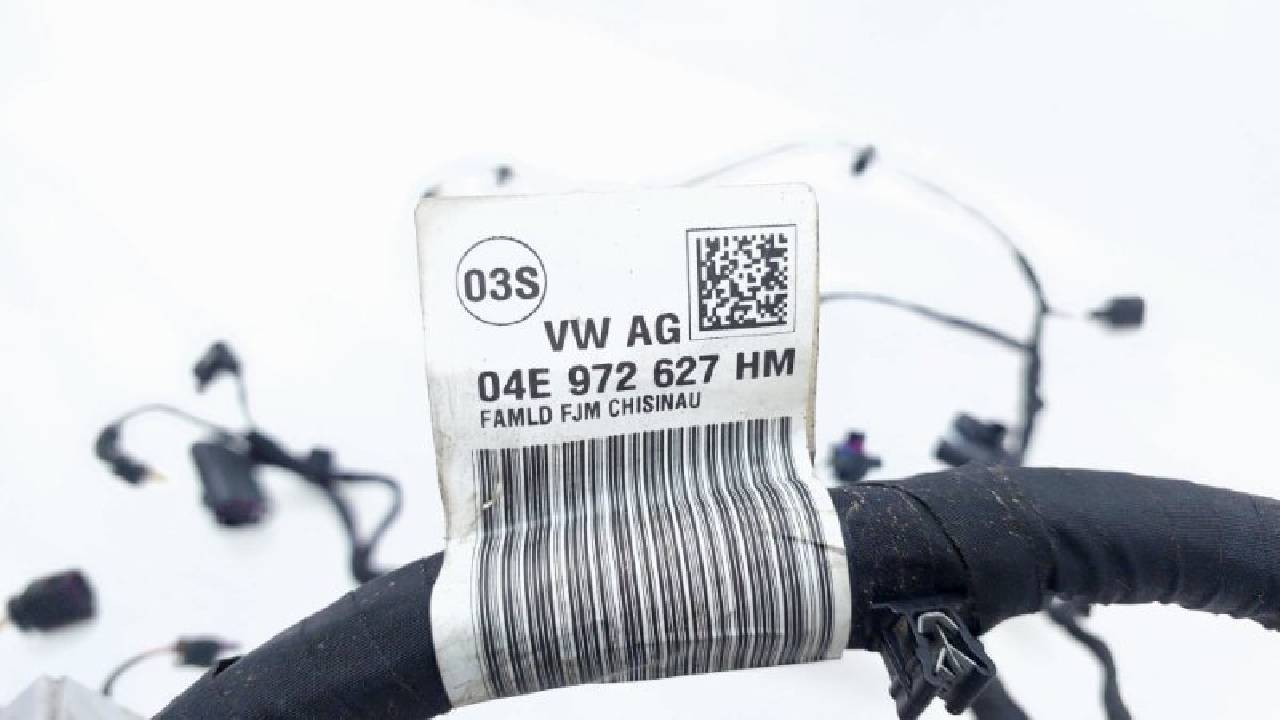 03S
VW AG
04E 972 627 HM
FAMLD FJM CHISINAU